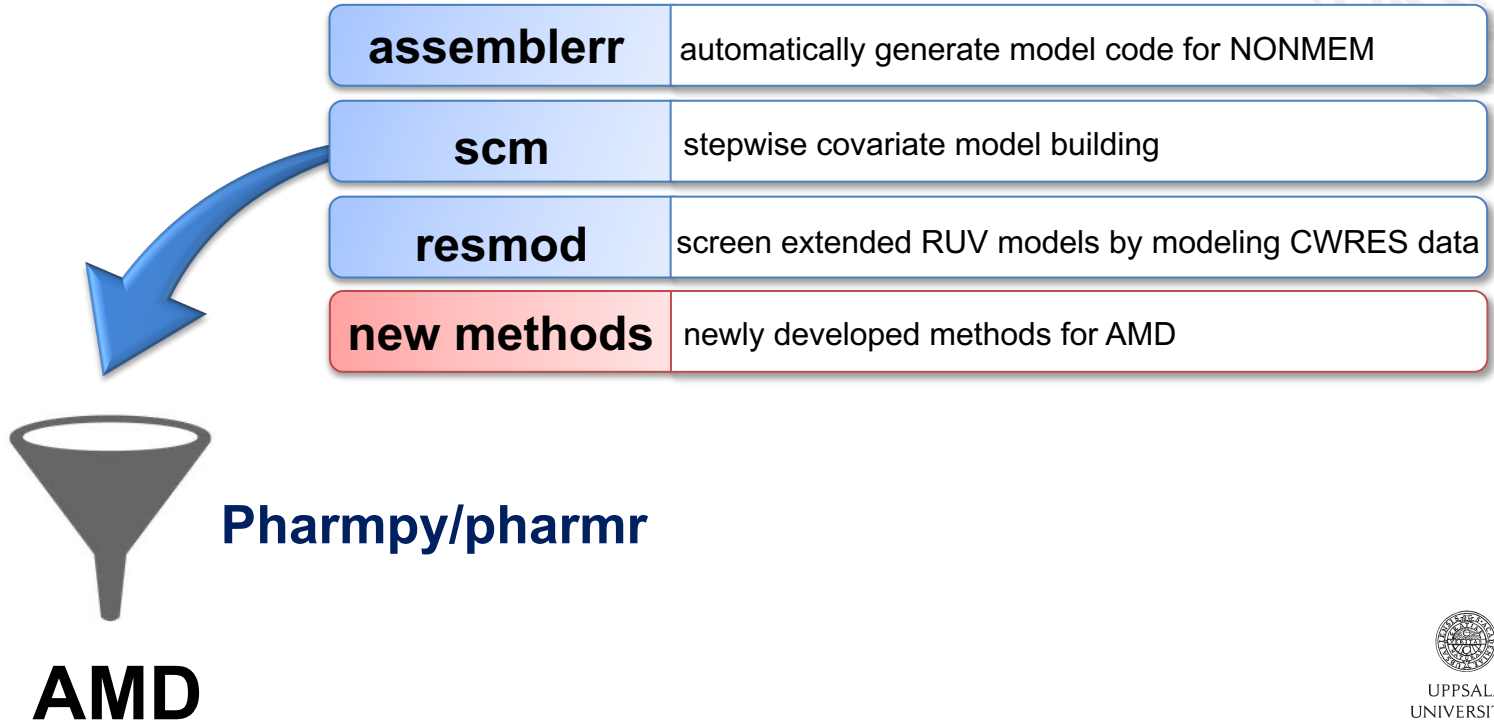 assemblerr automatically generate model code for NONMEM
scm stepwise covariate model building
resmod screen extended RUV models by modeling CWRES data
new methods newly developed methods for AMD
Pharmpy/pharmr
AMD